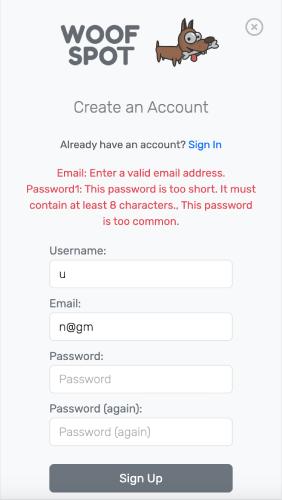 WOOF
SPOT
Create an Account
Already have an account? Sign In
Email: Enter a valid email address.
Password1: This password is too short. It must
contain at least 8 characters., This password
is too common.
Username:
u
Email:
n@gm
Password:
Password
Password (again):
Password (again)
Sign Up